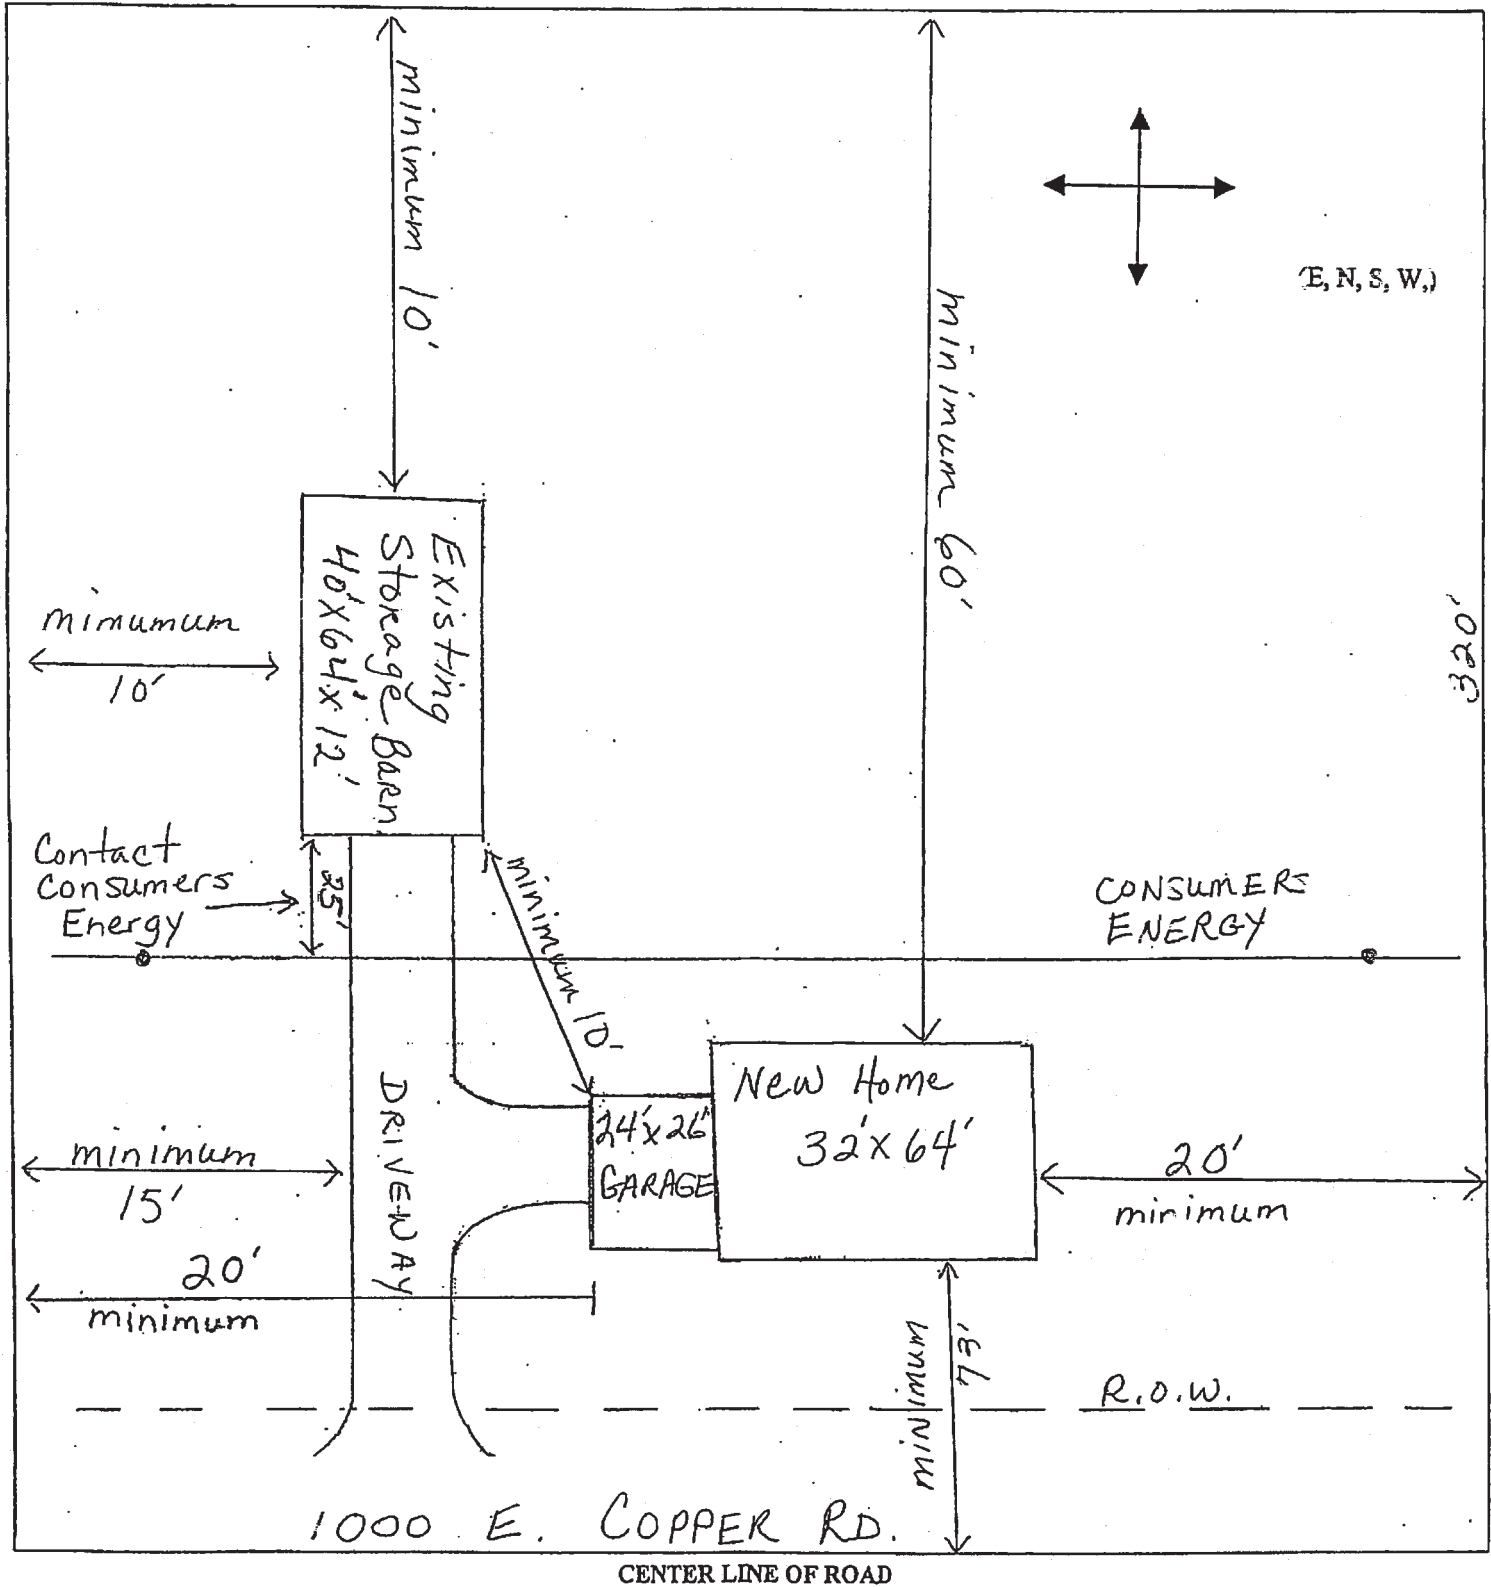 minimum 10'
minimum 60'
(E, N, S, W,)
320'
Existing
Storage Barn
40'x64'x12'
mimumum
10'
Contact
Consumers
Energy
25'
minimum 10
CONSUMERS
ENERGY
DRIVEWAY
New Home
32'x64'
24'x26'
GARAGE
minimum
15'
20'
minimum
20'
minimum
minimum
R.O.W.
1000 E. COPPER RD.
CENTER LINE OF ROAD